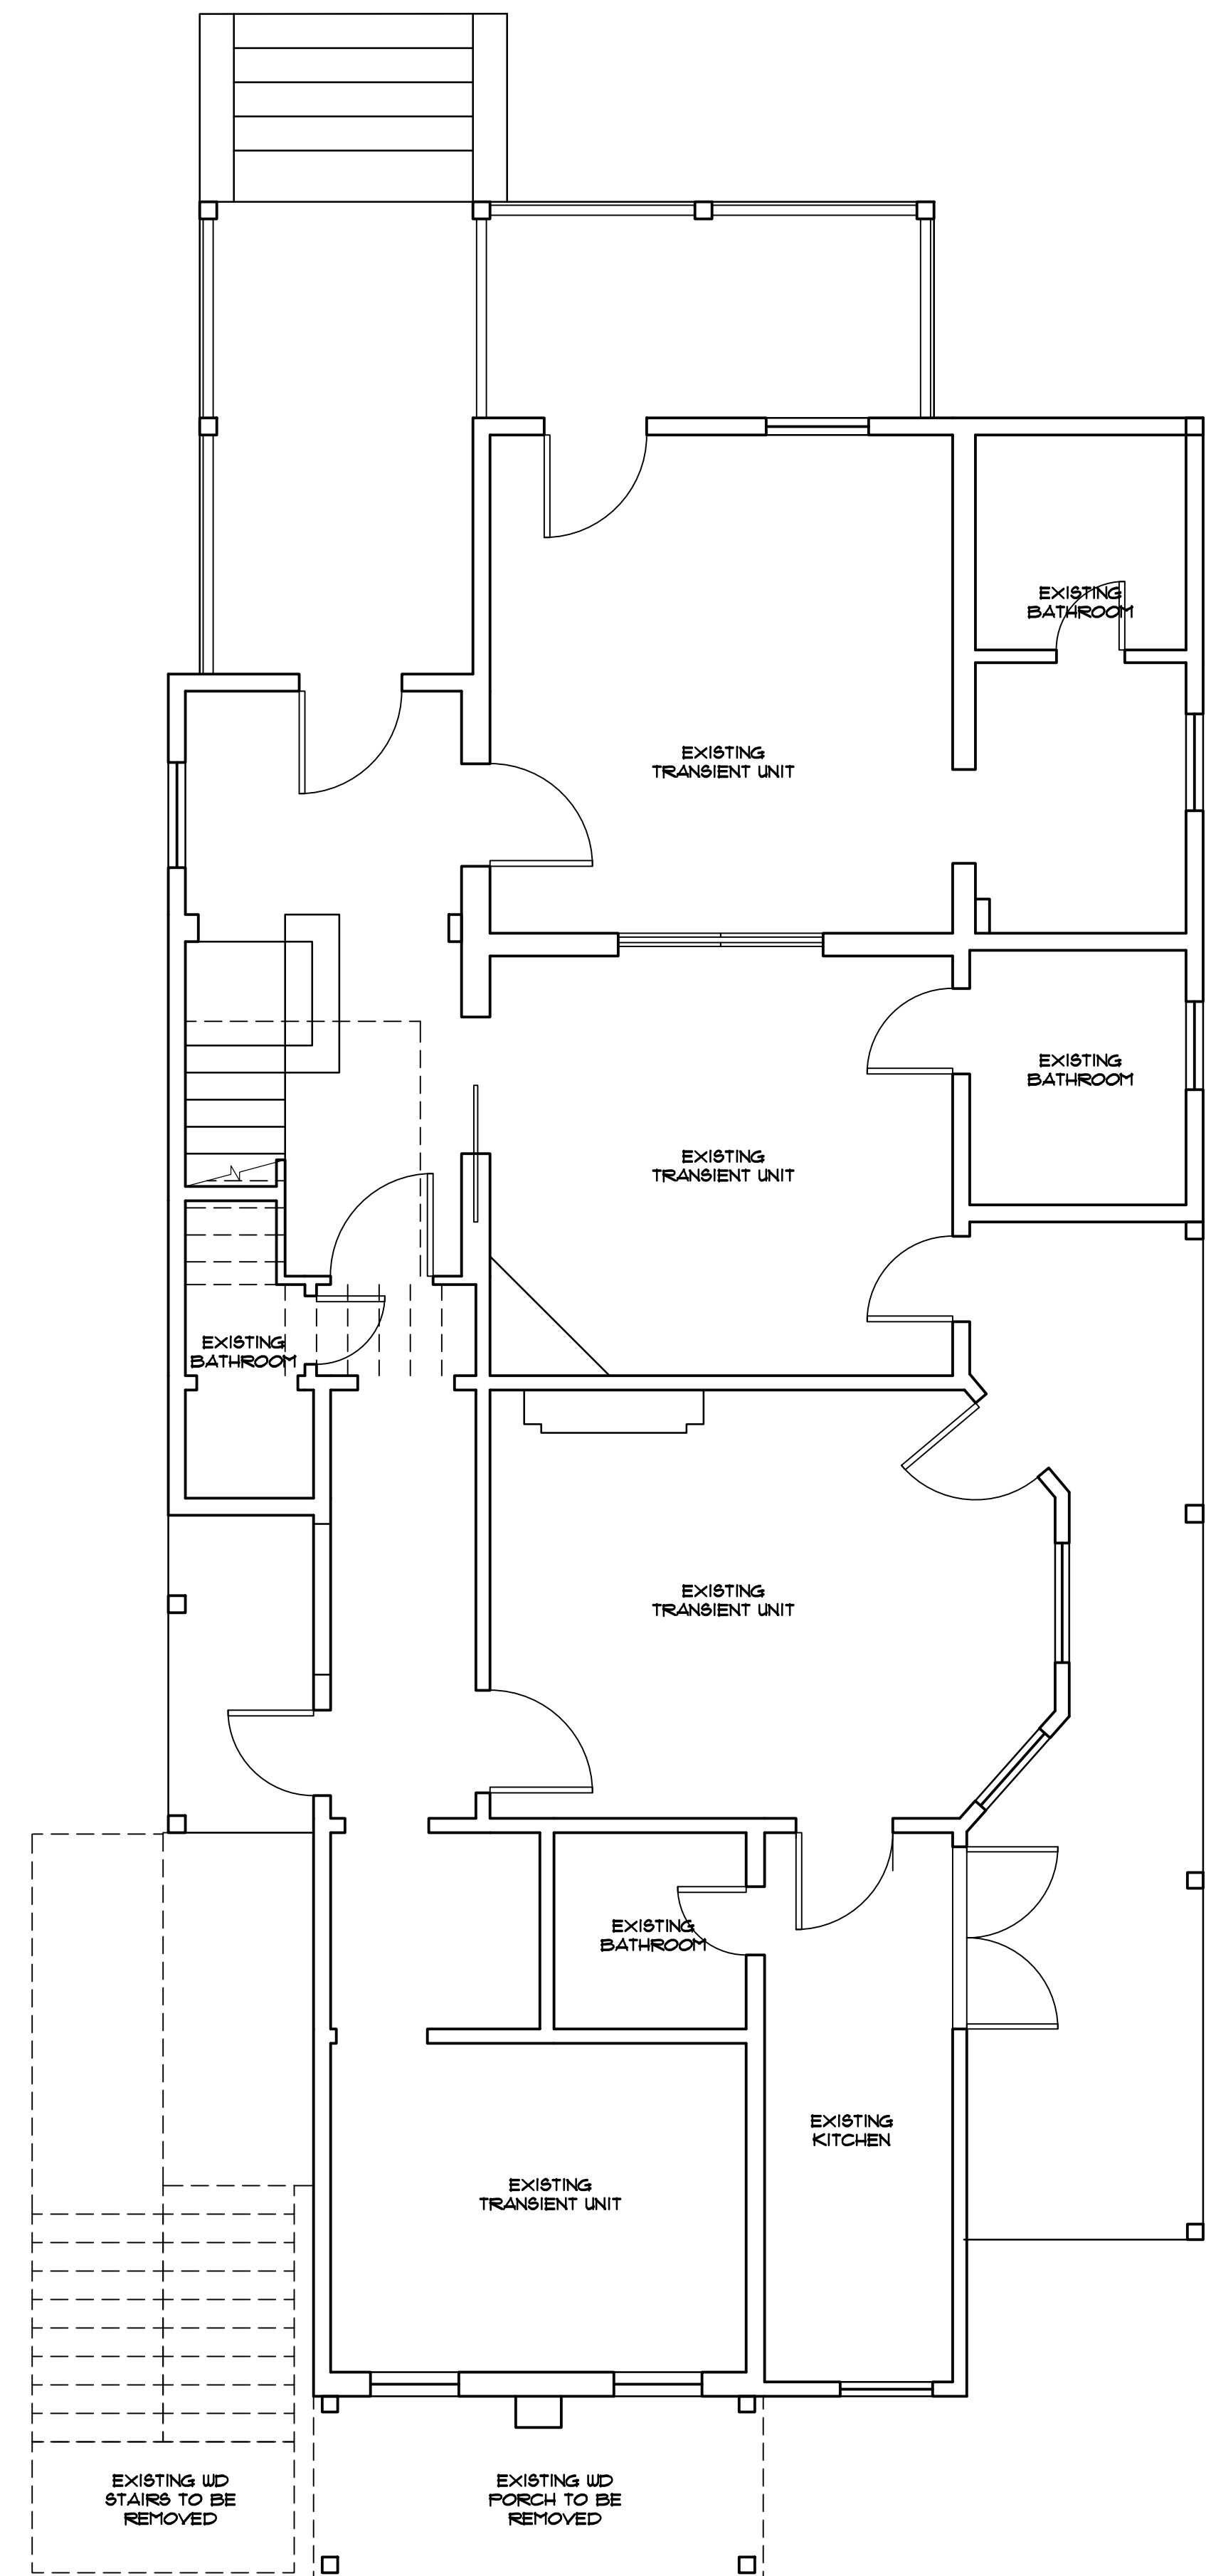 EXISTING
BATHROOM
EXISTING
TRANSIENT UNIT
EXISTING
BATHROOM
EXISTING
TRANSIENT UNIT
EXISTING
BATHROOM
EXISTING
TRANSIENT UNIT
EXISTING
BATHROOM
EXISTING
KITCHEN
EXISTING
TRANSIENT UNIT
EXISTING WD
STAIRS TO BE
REMOVED
EXISTING WD
PORCH TO BE
REMOVED